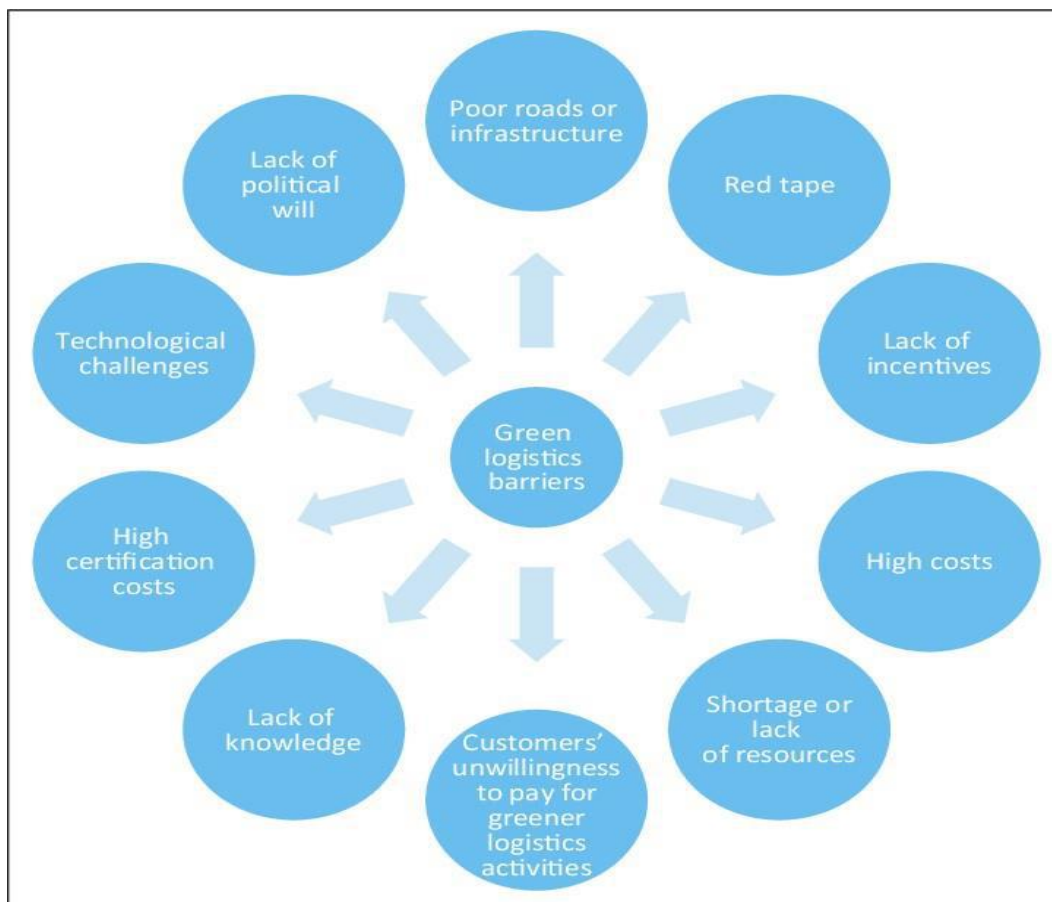 Poor roads or
infrastructure
Red tape
Lack of
incentives
High costs
Shortage or
lack
of resources
Customers’
unwillingness
to pay for
greener
logistics
activities
Lack of
knowledge
High
certification
costs
Technological
challenges
Lack of
political
will
Green
logistics
barriers